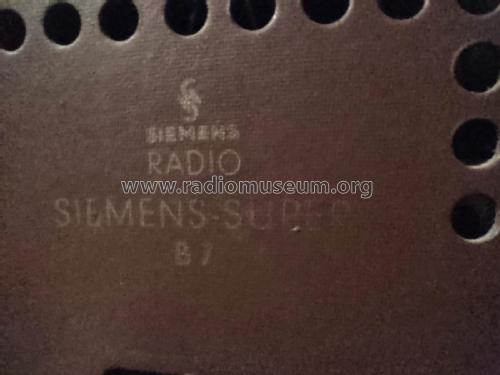 SIEMENS
RADIO
www.radiomuseum.org
SIEMENS-SUPER
B7